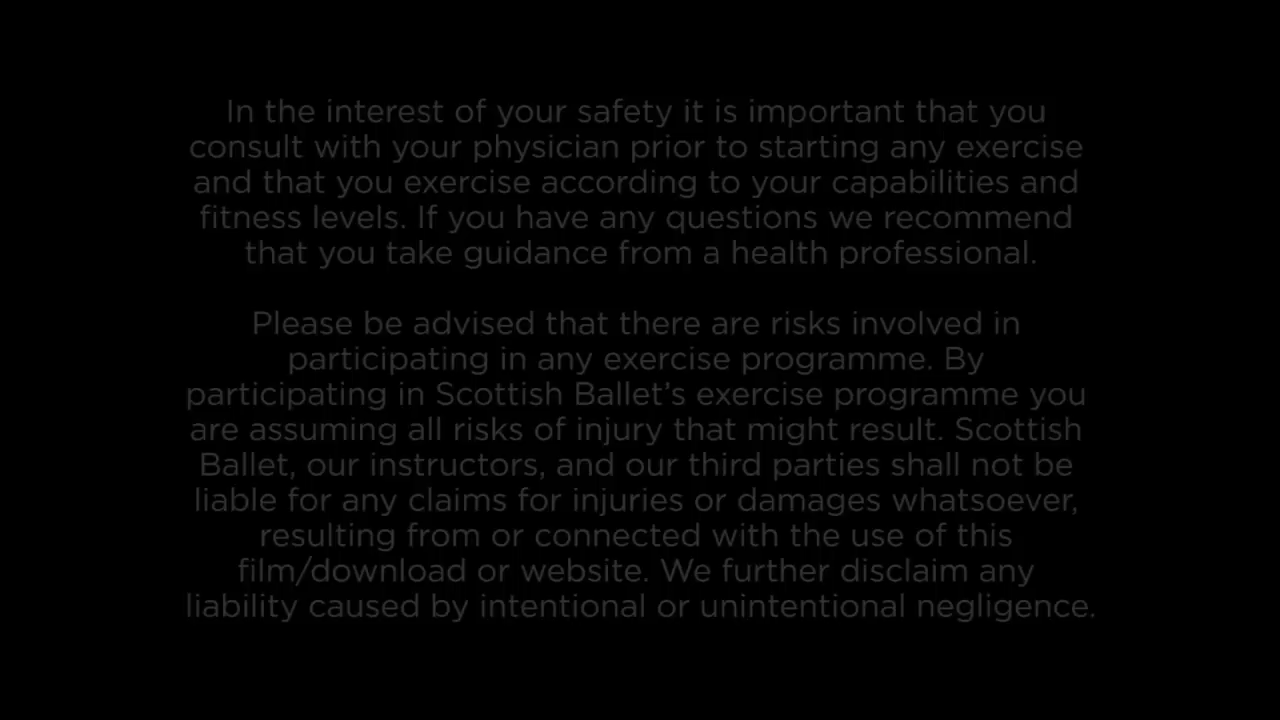 In the interest of your safety it is important that you
consult with your physician prior to starting any exercise
and that you exercise according to your capabilities and
fitness levels. If you have any questions we recommend
that you take guidance from a health professional.
Please be advised that there are risks involved in
participating in any exercise programme. By
participating in Scottish Ballet’s exercise programme you
are assuming all risks of injury that might result. Scottish
Ballet, our instructors, and our third parties shall not be
liable for any claims for injuries or damages whatsoever,
resulting from or connected with the use of this
film/download or website. We further disclaim any
liability caused by intentional or unintentional negligence.